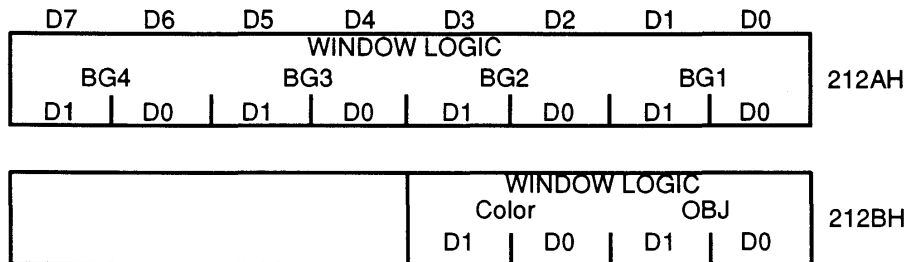 D7 D6 D5 D4 D3 D2 D1 D0
WINDOW LOGIC
BG4 BG3 BG2 BG1 212AH
D1 D0 D1 D0 D1 D0 D1 D0
WINDOW LOGIC
Color OBJ 212BH
D1 D0 D1 D0